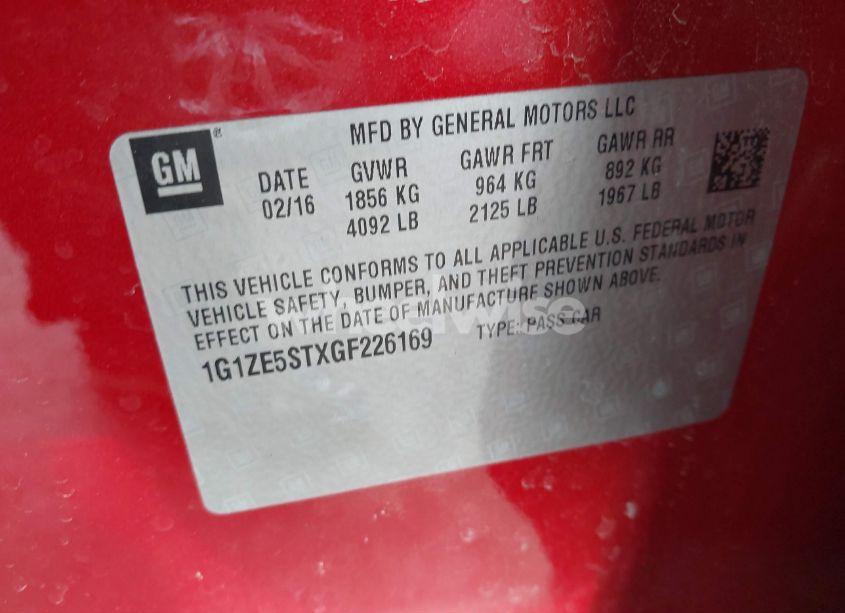 GM®
MFD BY GENERAL MOTORS LLC
DATE GVWR GAWR FRT GAWR RR
02/16 1856 KG 964 KG 892 KG
4092 LB 2125 LB 1967 LB
THIS VEHICLE CONFORMS TO ALL APPLICABLE U.S. FEDERAL MOTOR
VEHICLE SAFETY, BUMPER, AND THEFT PREVENTION STANDARDS IN
EFFECT ON THE DATE OF MANUFACTURE SHOWN ABOVE.
1G1ZE5STXGF226169 TYPE: PASS CAR